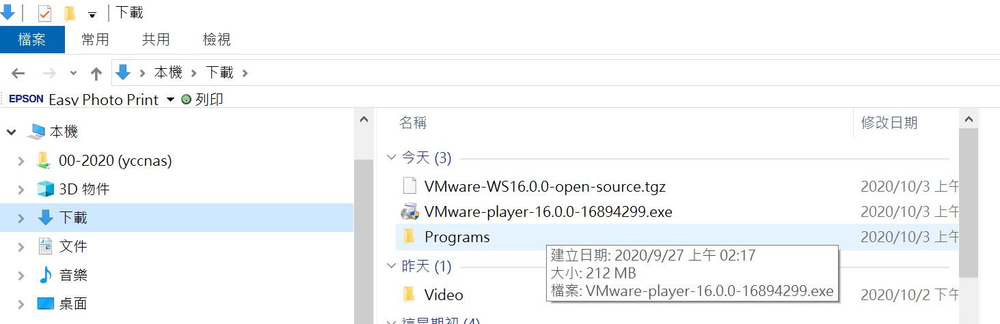 下載
檔案 常用 共用 檢視
本機 下載
EPSON Easy Photo Print 列印
本機
00-2020 (yccnas)
3D 物件
下載
文件
音樂
桌面
名稱 修改日期
今天 (3)
VMware-WS16.0.0-open-source.tgz 2020/10/3 上午
VMware-player-16.0.0-16894299.exe 2020/10/3 上午
Programs 2020/10/3 上午
建立日期: 2020/9/27 上午 02:17
大小: 212 MB
檔案: VMware-player-16.0.0-16894299.exe
昨天 (1)
Video 2020/10/2 下午
這星期初 (4)